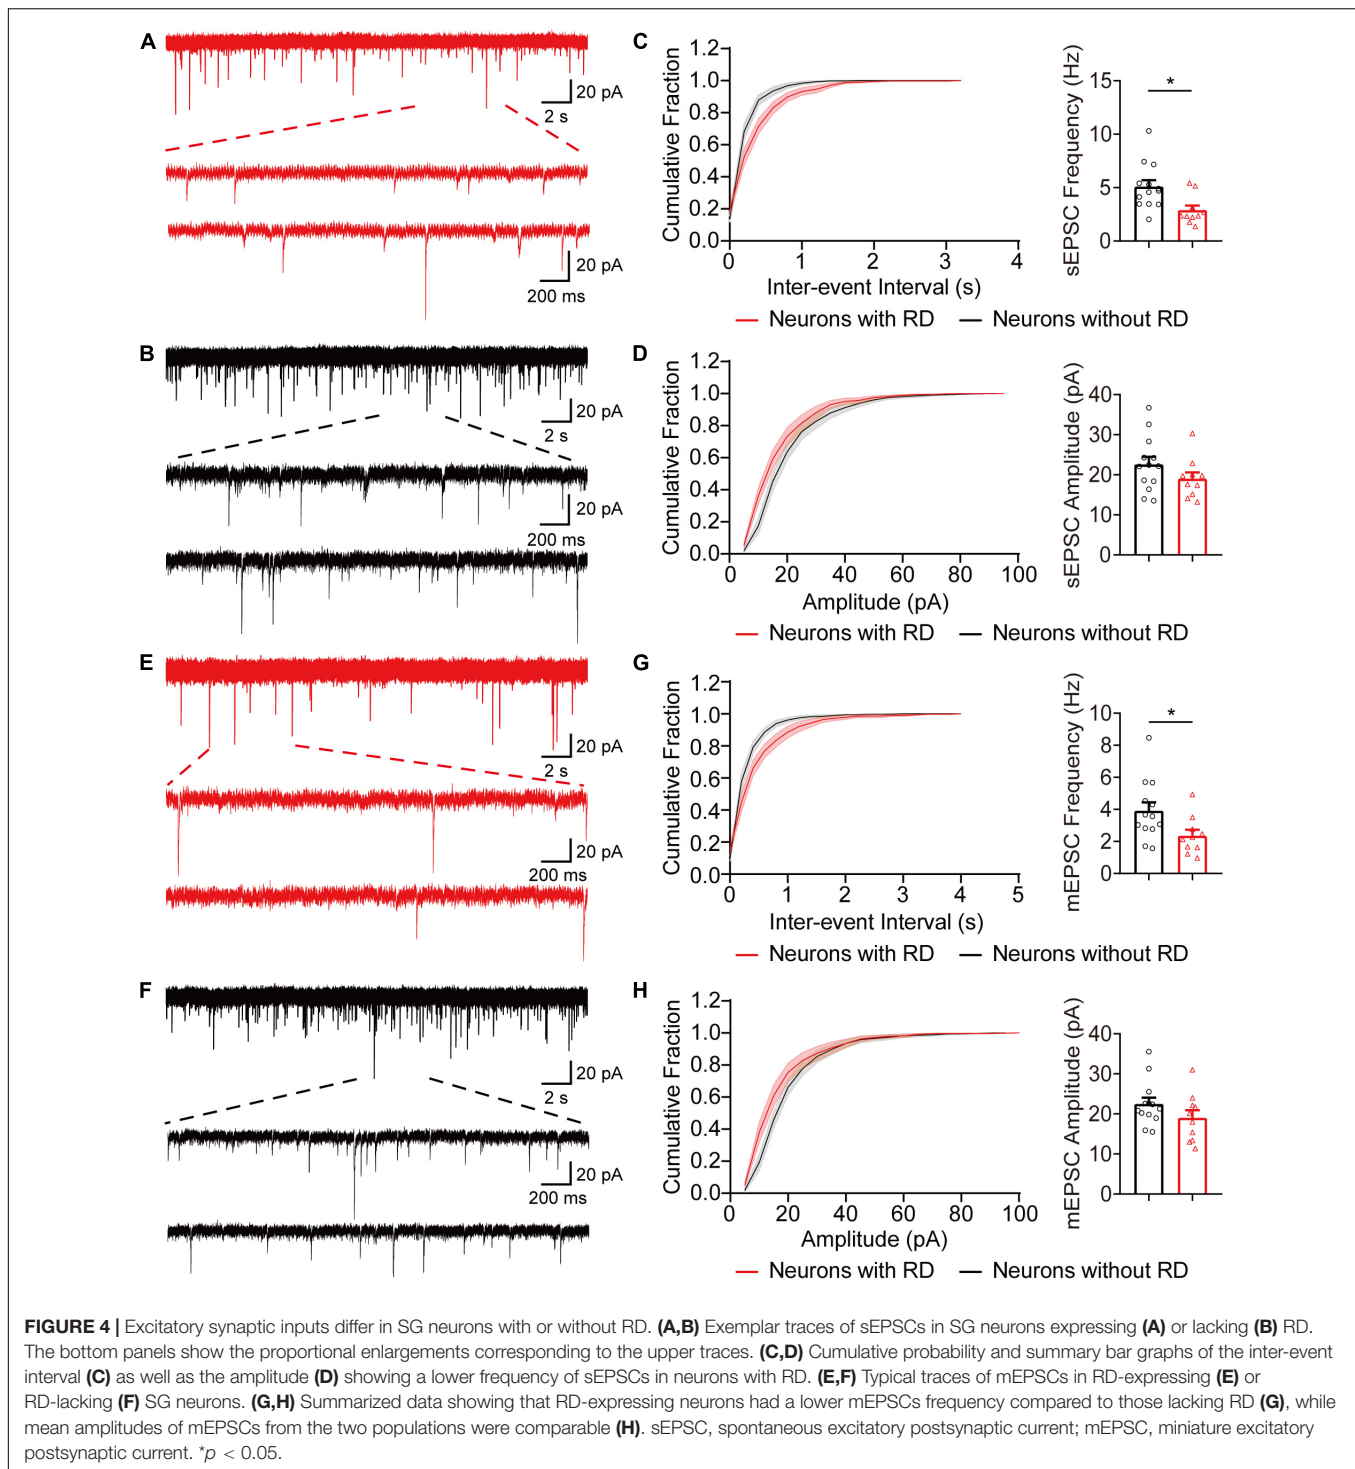 A
20 pA
2 s
20 pA
200 ms
C
1.2
1.0
0.8
0.6
0.4
0.2
0.0
Cumulative Fraction
0 1 2 3 4
Inter-event Interval (s)
Neurons with RD Neurons without RD
sEPSC Frequency (Hz)
15
10
5
0
*
B
20 pA
2 s
20 pA
200 ms
D
1.2
1.0
0.8
0.6
0.4
0.2
0.0
Cumulative Fraction
0 20 40 60 80 100
Amplitude (pA)
Neurons with RD Neurons without RD
sEPSC Amplitude (pA)
40
30
20
10
0
E
20 pA
2 s
20 pA
200 ms
G
1.2
1.0
0.8
0.6
0.4
0.2
0.0
Cumulative Fraction
0 1 2 3 4 5
Inter-event Interval (s)
Neurons with RD Neurons without RD
mEPSC Frequency (Hz)
10
8
6
4
2
0
*
F
20 pA
2 s
20 pA
200 ms
H
1.2
1.0
0.8
0.6
0.4
0.2
0.0
Cumulative Fraction
0 20 40 60 80 100
Amplitude (pA)
Neurons with RD Neurons without RD
mEPSC Amplitude (pA)
40
30
20
10
0
FIGURE 4 | Excitatory synaptic inputs differ in SG neurons with or without RD. (A,B) Exemplar traces of sEPSCs in SG neurons expressing (A) or lacking (B) RD.
The bottom panels show the proportional enlargements corresponding to the upper traces. (C,D) Cumulative probability and summary bar graphs of the inter-event
interval (C) as well as the amplitude (D) showing a lower frequency of sEPSCs in neurons with RD. (E,F) Typical traces of mEPSCs in RD-expressing (E) or
RD-lacking (F) SG neurons. (G,H) Summarized data showing that RD-expressing neurons had a lower mEPSCs frequency compared to those lacking RD (G), while
mean amplitudes of mEPSCs from the two populations were comparable (H). sEPSC, spontaneous excitatory postsynaptic current; mEPSC, miniature excitatory
postsynaptic current. *p < 0.05.